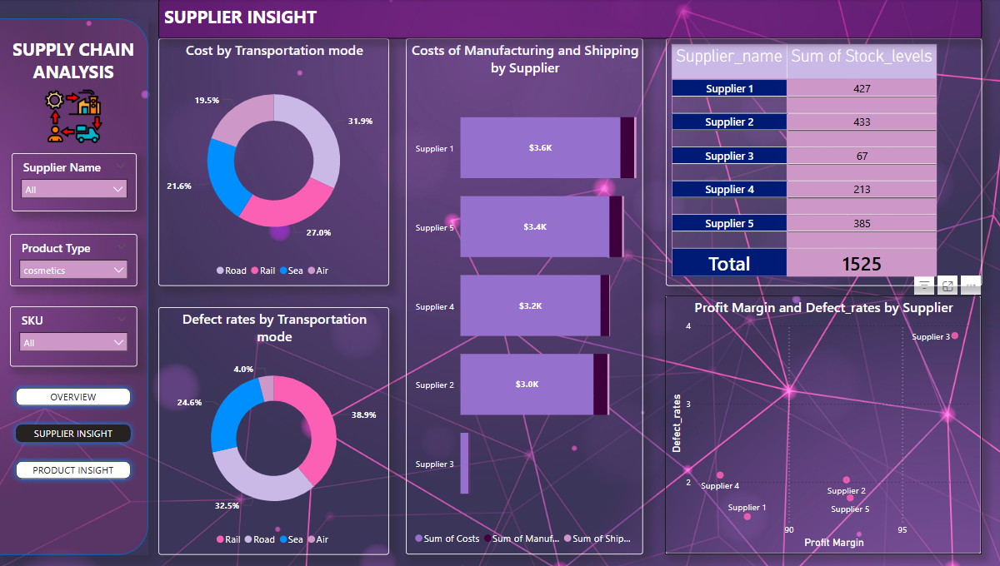 SUPPLY CHAIN
ANALYSIS
Supplier Name
All
Product Type
cosmetics
SKU
All
OVERVIEW
SUPPLIER INSIGHT
PRODUCT INSIGHT
SUPPLIER INSIGHT
Cost by Transportation mode
19.5%
31.9%
21.6%
27.0%
Road Rail Sea Air
Defect rates by Transportation
mode
4.0%
24.6%
38.9%
32.5%
Rail Road Sea Air
Costs of Manufacturing and Shipping
by Supplier
Supplier 1 $3.6K
Supplier 5 $3.4K
Supplier 4 $3.2K
Supplier 2 $3.0K
Supplier 3
Sum of Costs Sum of Manuf... Sum of Ship...
Supplier_name Sum of Stock_levels
Supplier 1 427
Supplier 2 433
Supplier 3 67
Supplier 4 213
Supplier 5 385
Total 1525
Profit Margin and Defect_rates by Supplier
4
Supplier 3
3
Defect_rates
2
Supplier 4
Supplier 2
Supplier 1
Supplier 5
90 95
Profit Margin